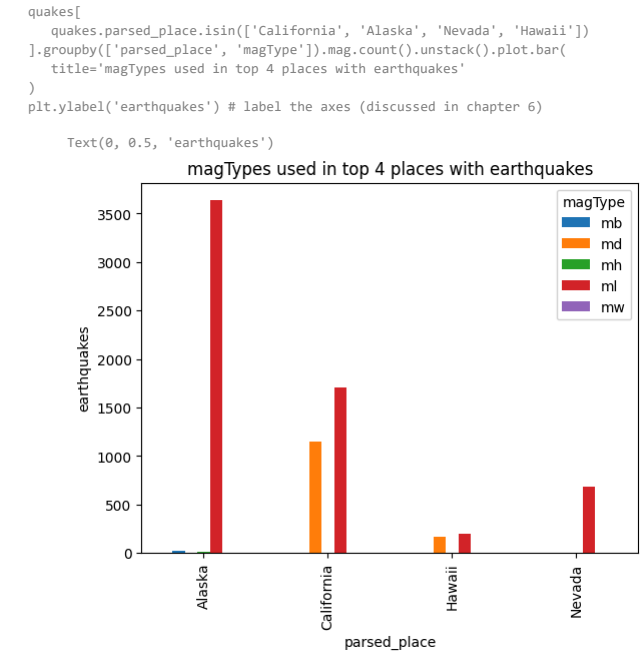 quakes[
quakes.parsed_place.isin(['California', 'Alaska', 'Nevada', 'Hawaii'])
].groupby(['parsed_place', 'magType']).mag.count().unstack().plot.bar(
title='magTypes used in top 4 places with earthquakes'
)
plt.ylabel('earthquakes') # label the axes (discussed in chapter 6)
Text(0, 0.5, 'earthquakes')
magTypes used in top 4 places with earthquakes
magType
mb
md
mh
ml
mw
3500
3000
2500
2000
1500
1000
500
0
earthquakes
Alaska
California
Hawaii
Nevada
parsed_place